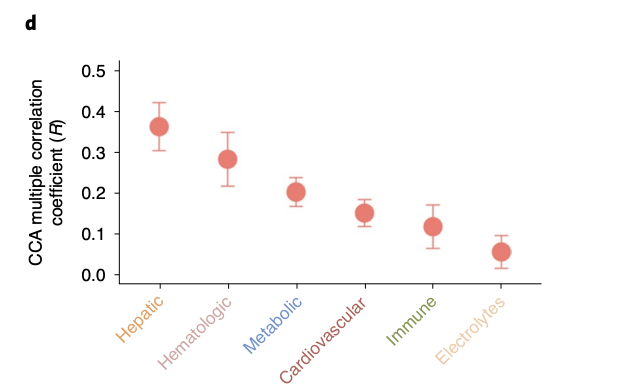 d
CCA multiple correlation
coefficient (R)
0.5
0.4
0.3
0.2
0.1
0.0
Hepatic
Hematologic
Metabolic
Cardiovascular
Immune
Electrolytes